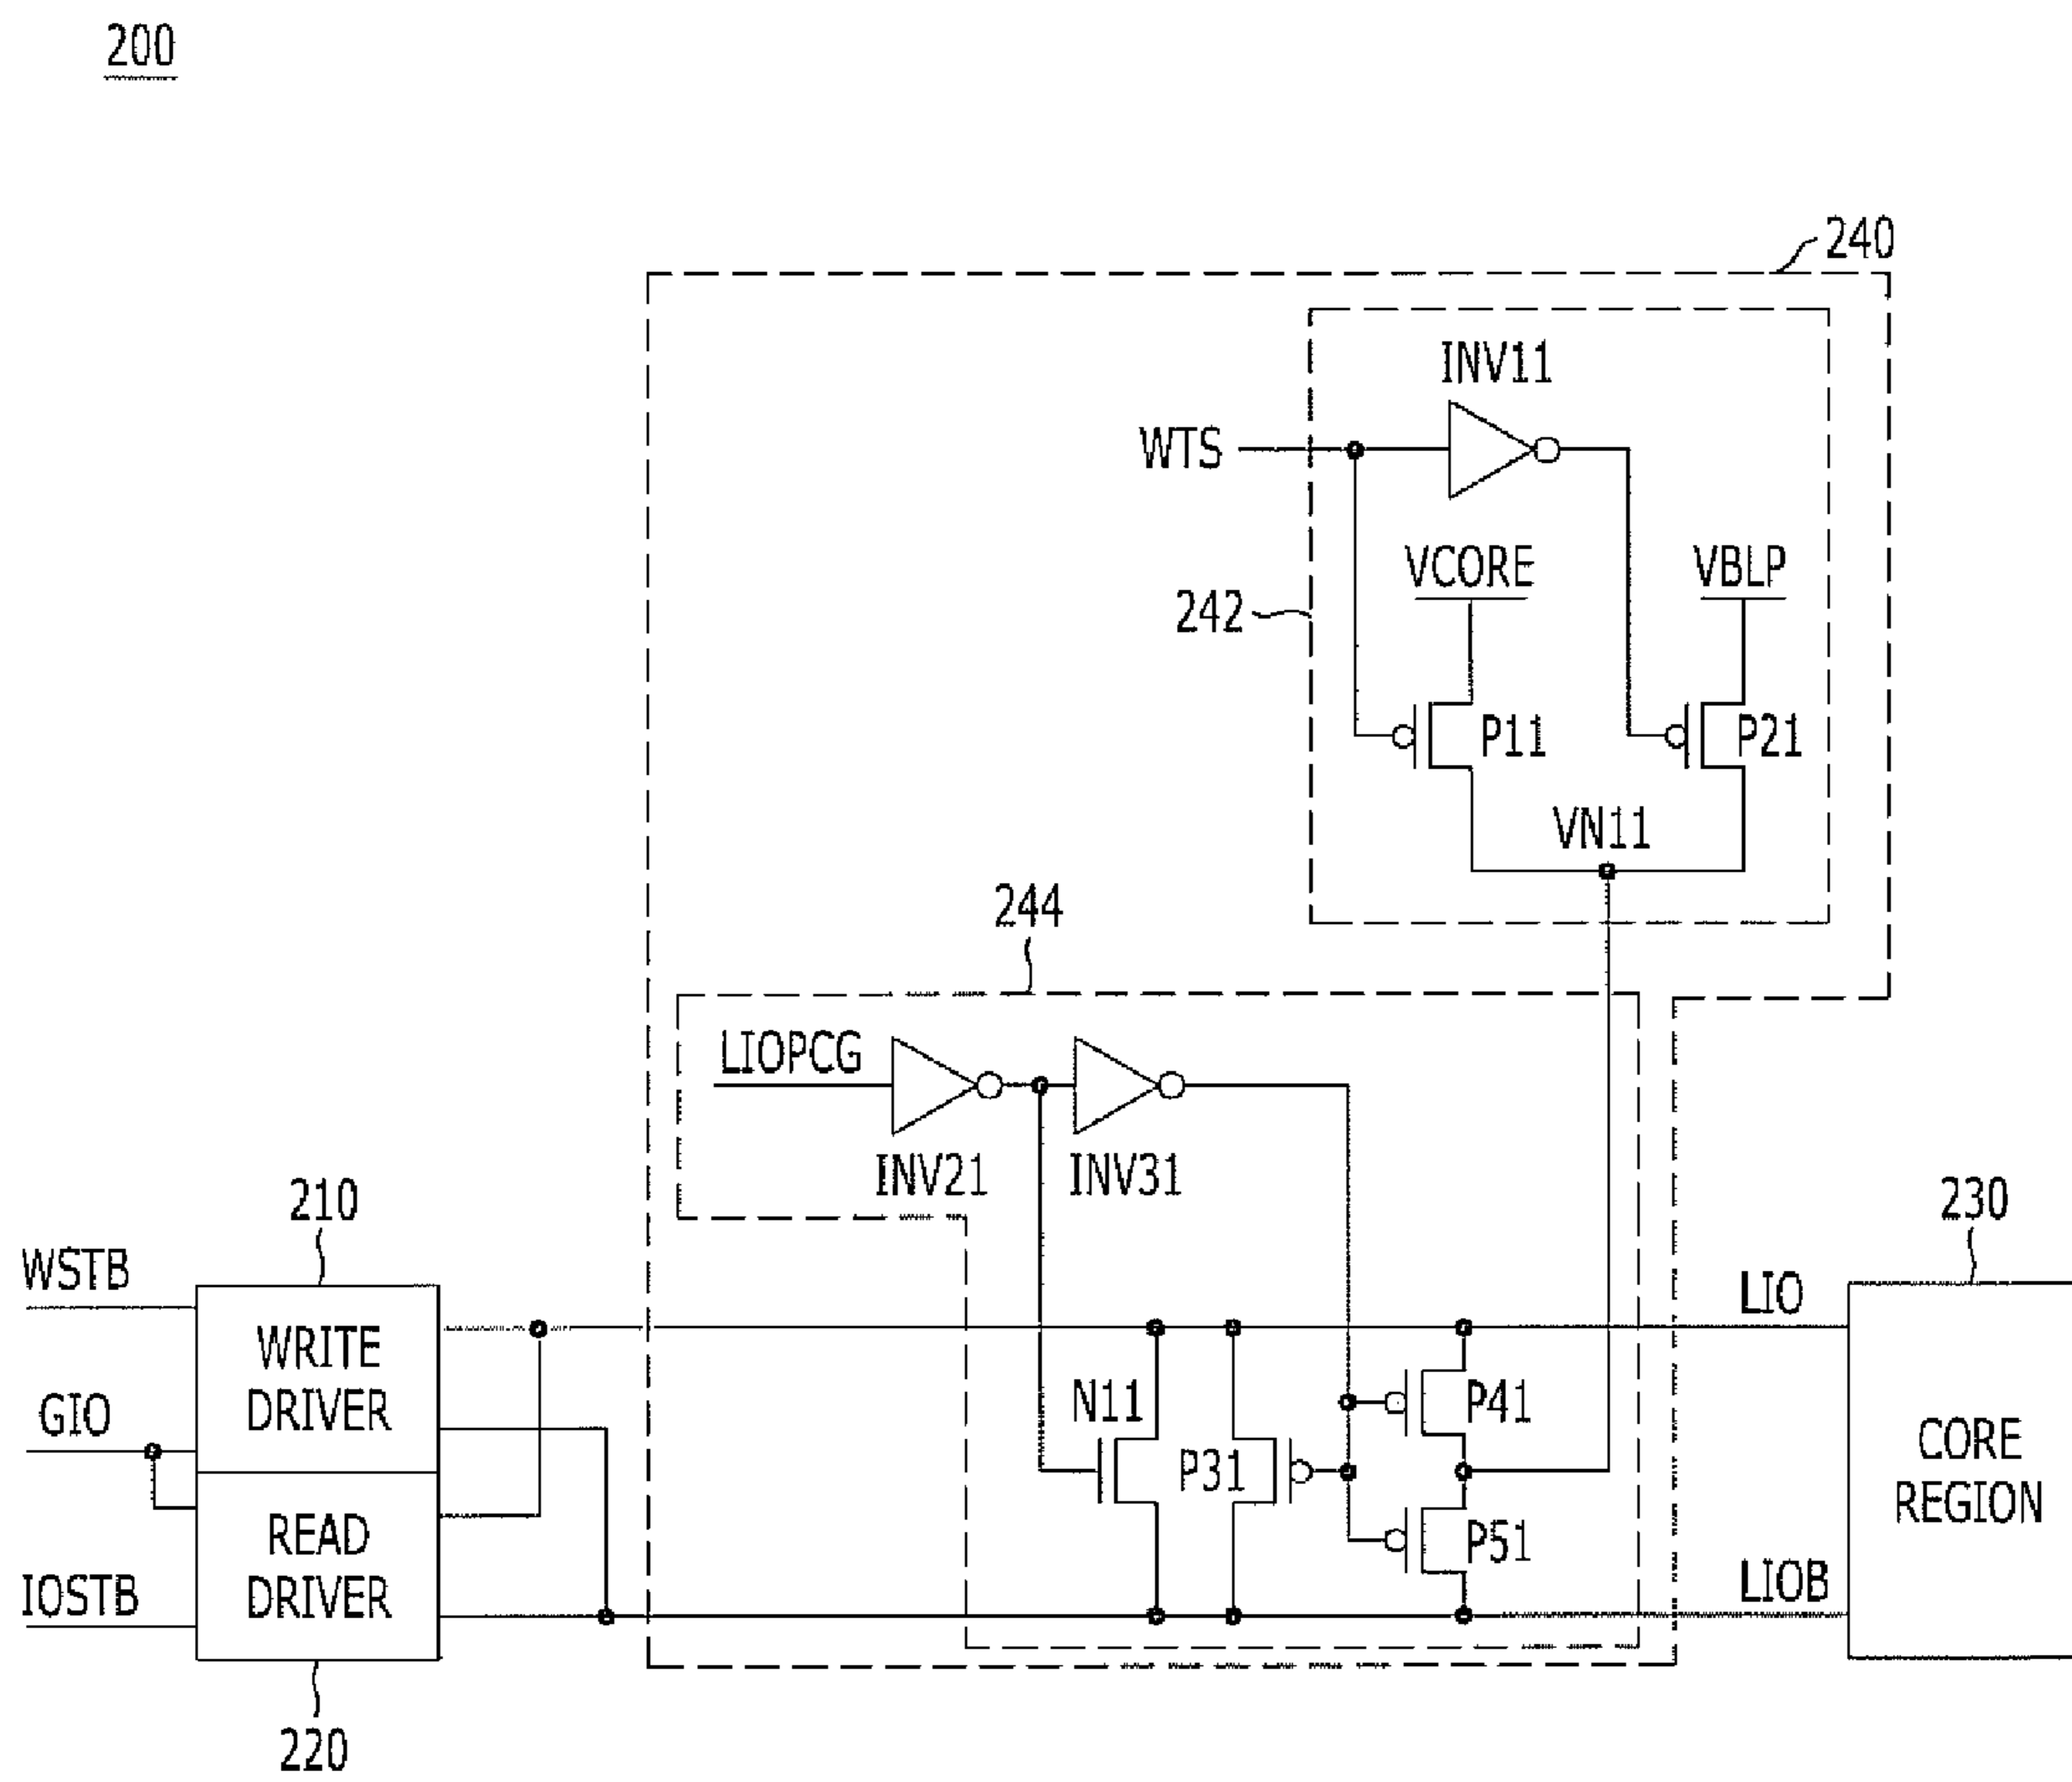 200
240
INV11
WTS
VCORE
VBLP
242
P11
P21
VN11
244
LIOPCG
INV21
INV31
210
230
WSTB
LIO
WRITE
DRIVER
GIO
N11
P41
P31
CORE
REGION
READ
DRIVER
P51
IOSTB
LIOB
220